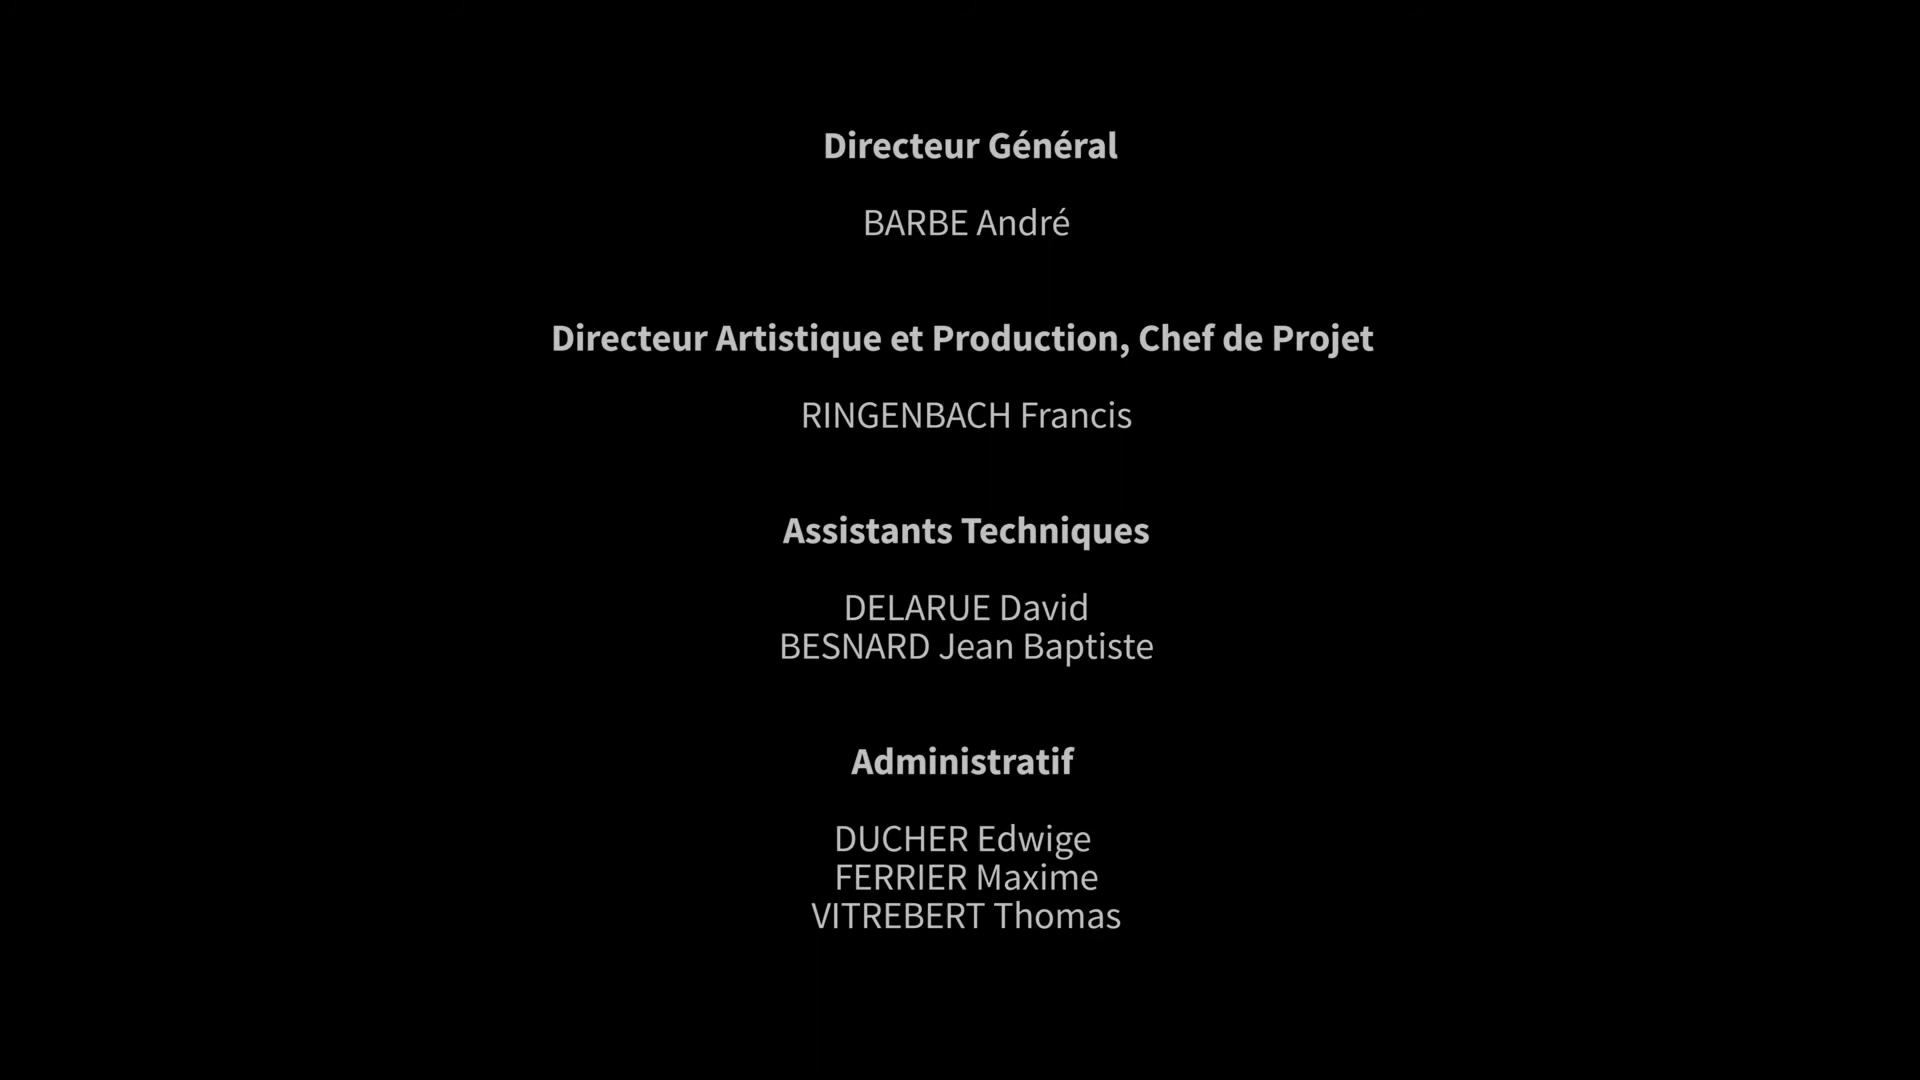 Directeur Général
BARBE André
Directeur Artistique et Production, Chef de Projet
RINGENBACH Francis
Assistants Techniques
DELARUE David
BESNARD Jean Baptiste
Administratif
DUCHER Edwige
FERRIER Maxime
VITREBERT Thomas